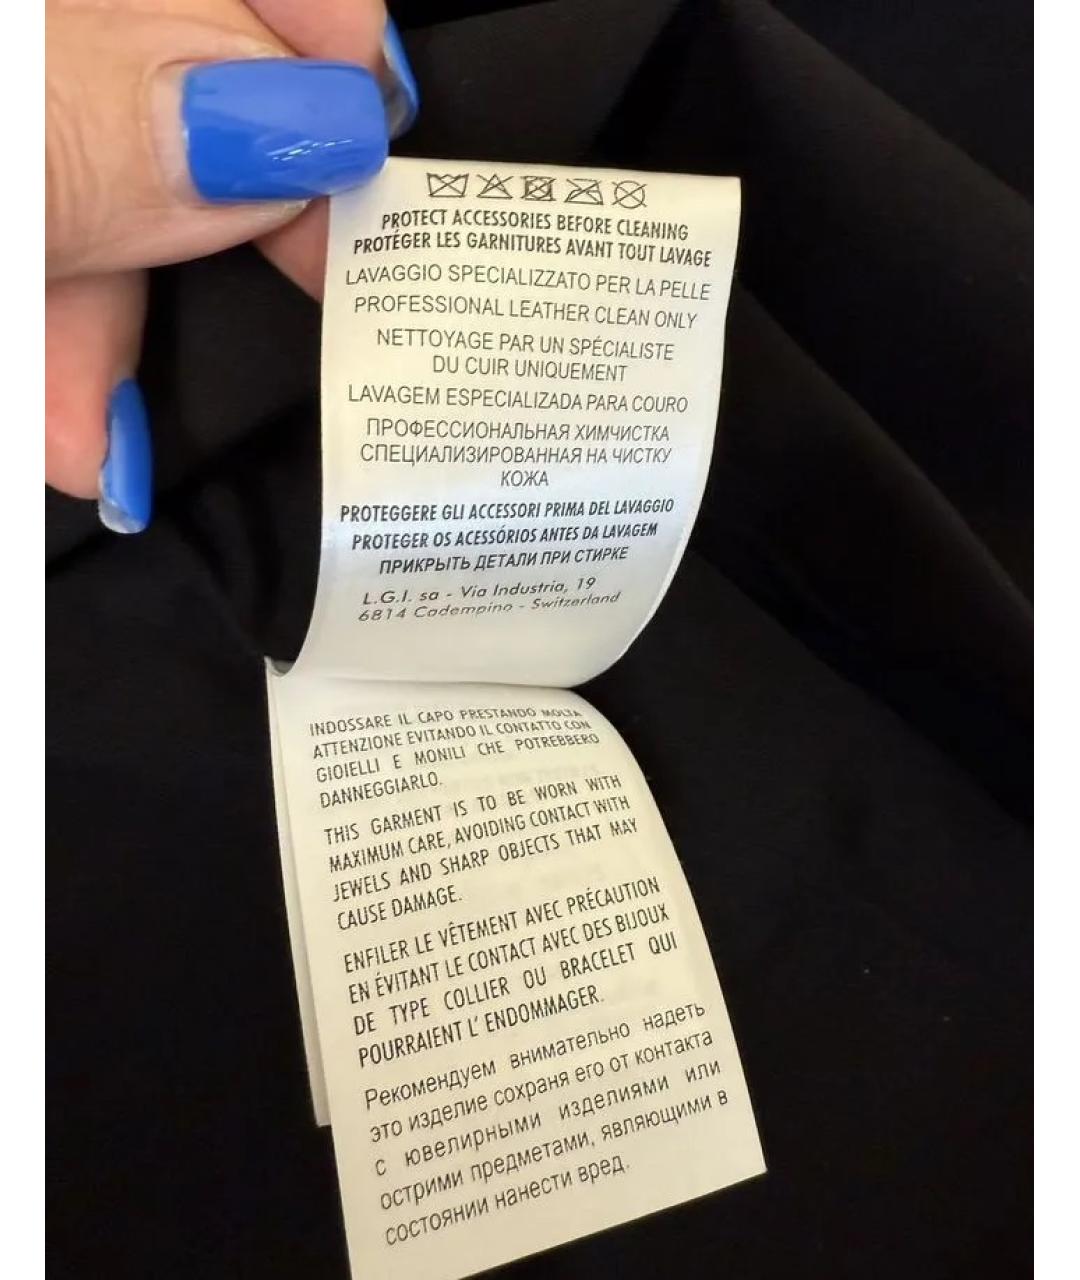 PROTECT ACCESSORIES BEFORE CLEANING
PROTÉGER LES GARNITURES AVANT TOUT LAVAGE
LAVAGGIO SPECIALIZZATO PER LA PELLE
PROFESSIONAL LEATHER CLEAN ONLY
NETTOYAGE PAR UN SPÉCIALISTE
DU CUIR UNIQUEMENT
LAVAGEM ESPECIALIZADA PARA COURO
ПРОФЕССИОНАЛЬНАЯ ХИМЧИСТКА
СПЕЦИАЛИЗИРОВАННАЯ НА ЧИСТКУ
КОЖА
PROTEGGERE GLI ACCESSORI PRIMA DEL LAVAGGIO
PROTEGER OS ACESSÓRIOS ANTES DA LAVAGEM
ПРИКРЫТЬ ДЕТАЛИ ПРИ СТИРКЕ
L.G.I. sa - Via Industria, 19
6814 Cadempino - Switzerland
INDOSSARE IL CAPO PRESTANDO MOLTA
ATTENZIONE EVITANDO IL CONTATTO CON
GIOIELLI E MONILI CHE POTREBBERO
DANNEGGIARLO.
THIS GARMENT IS TO BE WORN WITH
MAXIMUM CARE, AVOIDING CONTACT WITH
JEWELS AND SHARP OBJECTS THAT MAY
CAUSE DAMAGE.
ENFILER LE VÊTEMENT AVEC PRÉCAUTION
EN ÉVITANT LE CONTACT AVEC DES BIJOUX
DE TYPE COLLIER OU BRACELET QUI
POURRAIENT L' ENDOMMAGER.
Рекомендуем внимательно надеть
это изделие сохраня его от контакта
с ювелирными изделиями или
острими предметами, являющими в
состоянии нанести вред.